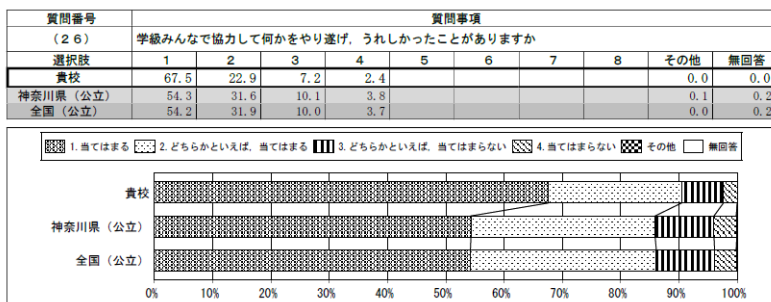 質問番号 質問事項
（26） 学級みんなで協力して何かをやり遂げ，うれしかったことがありますか
選択肢 1 2 3 4 5 6 7 8 その他 無回答
貴校 67.5 22.9 7.2 2.4 0.0 0.0
神奈川県（公立） 54.3 31.6 10.1 3.8 0.1 0.2
全国（公立） 54.2 31.9 10.0 3.7 0.0 0.2
1.当てはまる 2.どちらかといえば，当てはまる 3.どちらかといえば，当てはまらない 4.当てはまらない その他 無回答
貴校
神奈川県（公立）
全国（公立）
0% 10% 20% 30% 40% 50% 60% 70% 80% 90% 100%